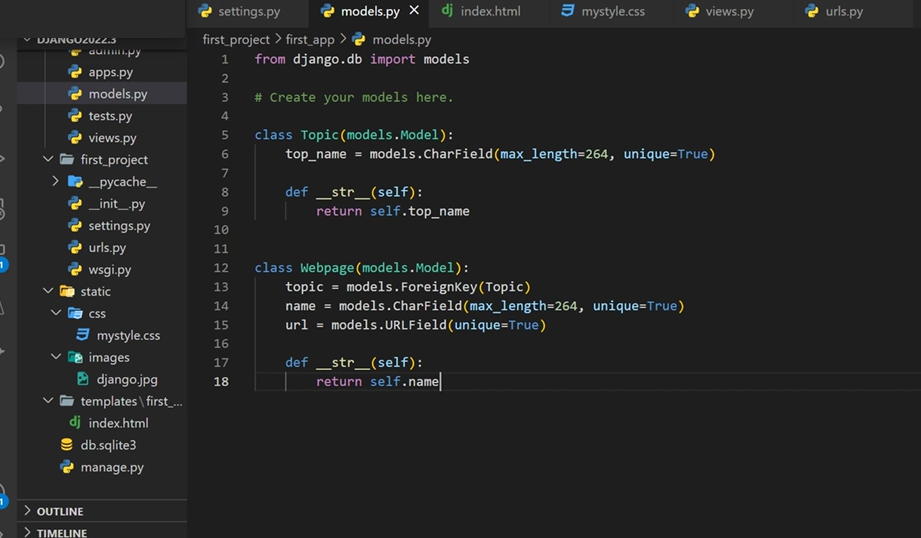 settings.py
models.py
index.html
mystyle.css
views.py
urls.py
DJANGO2022.3
admin.py
apps.py
models.py
tests.py
views.py
first_project
__pycache__
__init__.py
settings.py
urls.py
wsgi.py
static
css
mystyle.css
images
django.jpg
templates\first_...
index.html
db.sqlite3
manage.py
OUTLINE
TIMELINE
1
1
first_project > first_app > models.py
1 from django.db import models
2
3 # Create your models here.
4
5 class Topic(models.Model):
6 top_name = models.CharField(max_length=264, unique=True)
7
8 def __str__(self):
9 return self.top_name
10
11
12 class Webpage(models.Model):
13 topic = models.ForeignKey(Topic)
14 name = models.CharField(max_length=264, unique=True)
15 url = models.URLField(unique=True)
16
17 def __str__(self):
18 return self.name